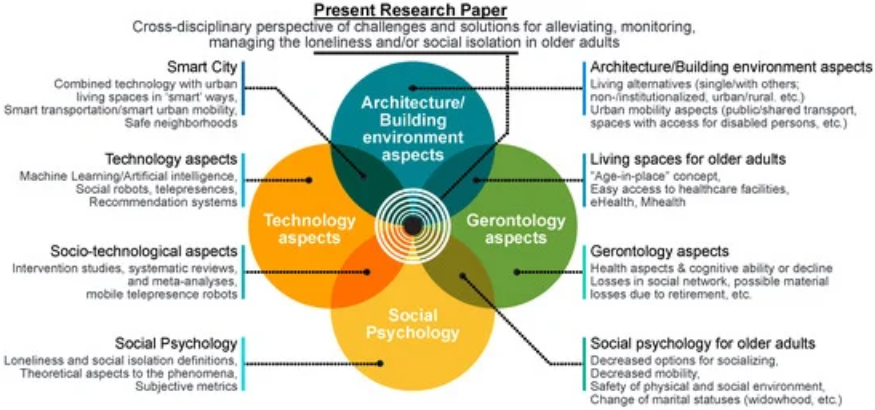 Present Research Paper
Cross-disciplinary perspective of challenges and solutions for alleviating, monitoring,
managing the loneliness and/or social isolation in older adults
Smart City
Combined technology with urban
living spaces in 'smart' ways,
Smart transportation/smart urban mobility,
Safe neighborhoods
Technology aspects
Machine Learning/Artificial intelligence,
Social robots, telepresences,
Recommendation systems
Socio-technological aspects
Intervention studies, systematic reviews,
and meta-analyses,
mobile telepresence robots
Social Psychology
Loneliness and social isolation definitions,
Theoretical aspects to the phenomena,
Subjective metrics
Architecture/
Building
environment
aspects
Technology
aspects
Gerontology
aspects
Social
Psychology
Architecture/Building environment aspects
Living alternatives (single/with others;
non-/institutionalized, urban/rural. etc.)
Urban mobility aspects (public/shared transport,
spaces with access for disabled persons, etc.)
Living spaces for older adults
"Age-in-place" concept,
Easy access to healthcare facilities,
eHealth, Mhealth
Gerontology aspects
Health aspects & cognitive ability or decline
Losses in social network, possible material
losses due to retirement, etc.
Social psychology for older adults
Decreased options for socializing,
Decreased mobility,
Safety of physical and social environment,
Change of marital statuses (widowhood, etc.)